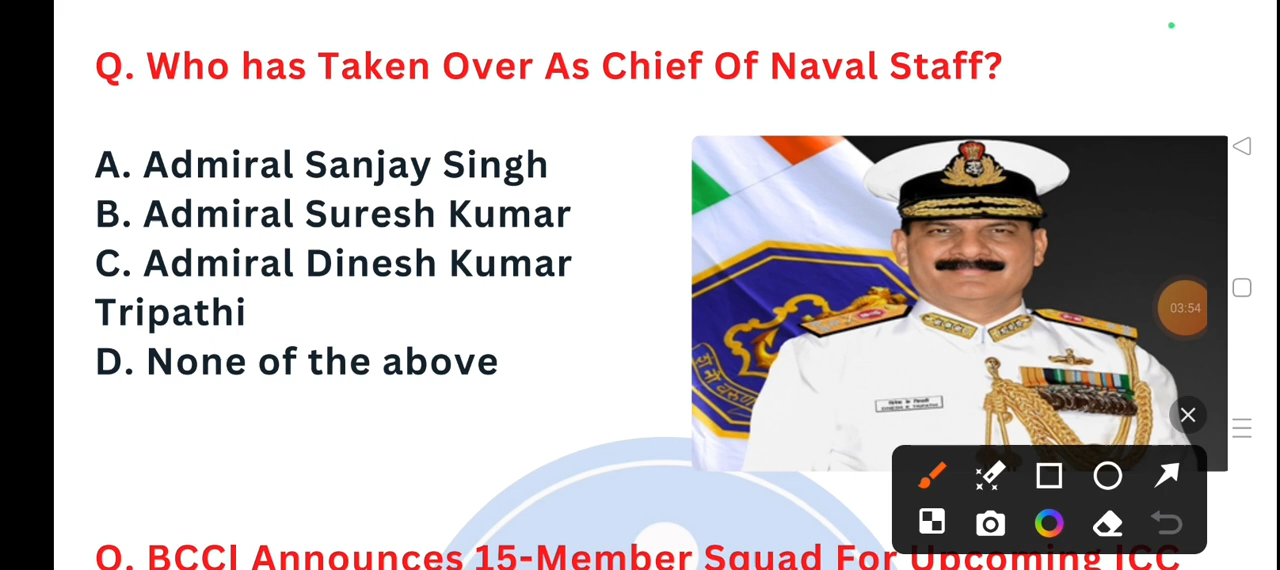 Q. Who has Taken Over As Chief Of Naval Staff?
A. Admiral Sanjay Singh
B. Admiral Suresh Kumar
C. Admiral Dinesh Kumar
Tripathi
D. None of the above
03:54
Q. BCCI Announces 15-Member Squad For Upcoming ICC